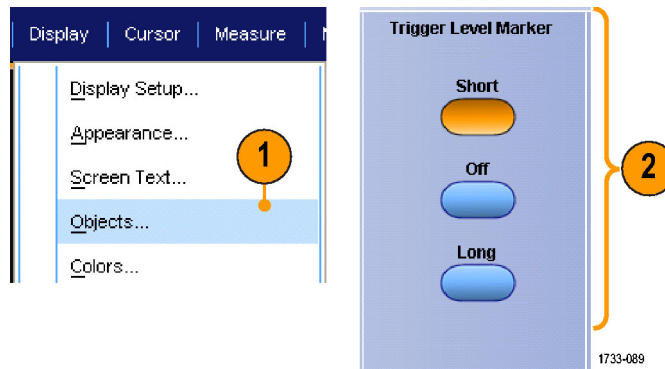 Display | Cursor | Measure |
Display Setup...
Appearance...
Screen Text...
Objects...
Colors...
1
Trigger Level Marker
Short
Off
Long
2
1733-089